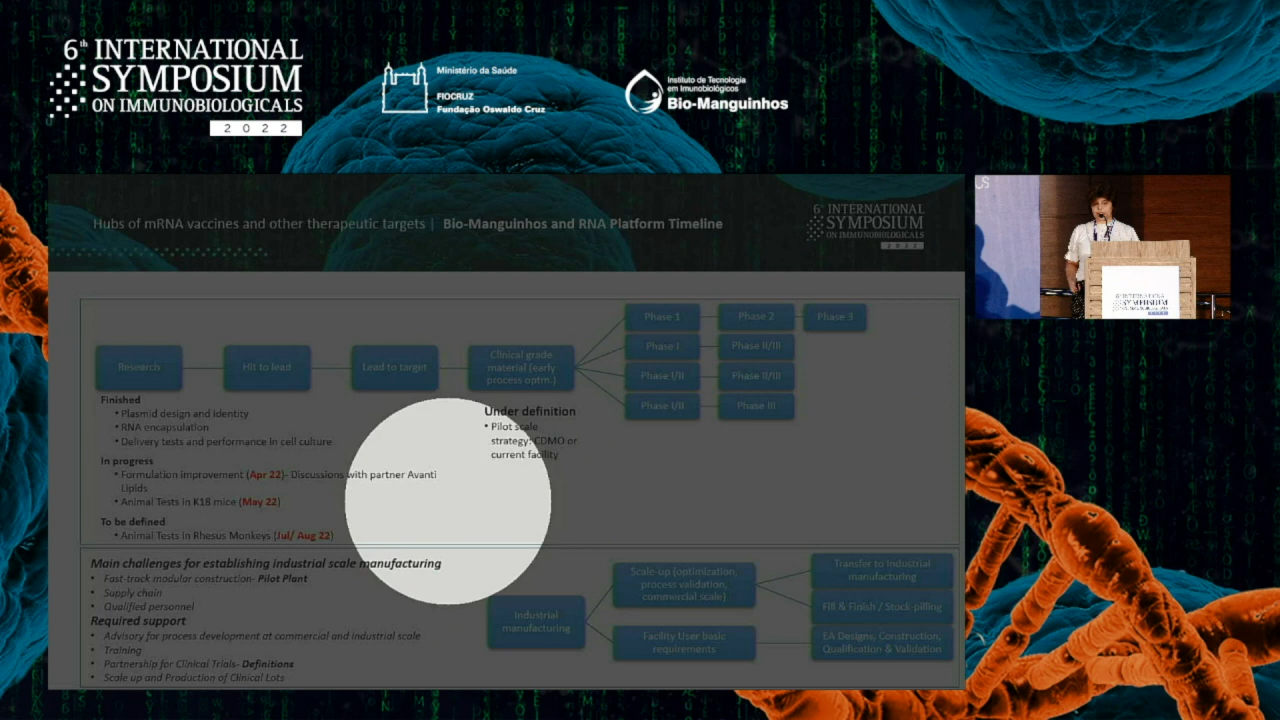 6th INTERNATIONAL
SYMPOSIUM
ON IMMUNOBIOLOGICALS
2022
Ministério da Saúde
FIOCRUZ
Fundação Oswaldo Cruz
Instituto de Tecnologia
em Imunobiológicos
Bio-Manguinhos
Hubs of mRNA vaccines and other therapeutic targets | Bio-Manguinhos and RNA Platform Timeline
6th INTERNATIONAL
SYMPOSIUM
ON IMMUNOBIOLOGICALS
2022
Research
Hit to lead
Lead to target
Clinical grade
material (early
process optm.)
Phase 1
Phase 2
Phase 3
Phase I
Phase II/III
Phase I/II
Phase II/III
Phase I/II
Phase III
Finished
• Plasmid design and identity
• RNA encapsulation
• Delivery tests and performance in cell culture
In progress
• Formulation improvement (Apr 22)- Discussions with partner Avanti
Lipids
• Animal Tests in K18 mice (May 22)
To be defined
• Animal Tests in Rhesus Monkeys (Jul/ Aug 22)
Under definition
• Pilot scale
strategy: CDMO or
current facility
Main challenges for establishing industrial scale manufacturing
• Fast-track modular construction- Pilot Plant
• Supply chain
• Qualified personnel
Required support
• Advisory for process development at commercial and industrial scale
• Training
• Partnership for Clinical Trials- Definitions
• Scale up and Production of Clinical Lots
Industrial
manufacturing
Scale-up (optimization,
process validation,
commercial scale)
Facility User basic
requirements
Transfer to industrial
manufacturing
Fill & Finish / Stock-pilling
EA Designs, Construction,
Qualification & Validation